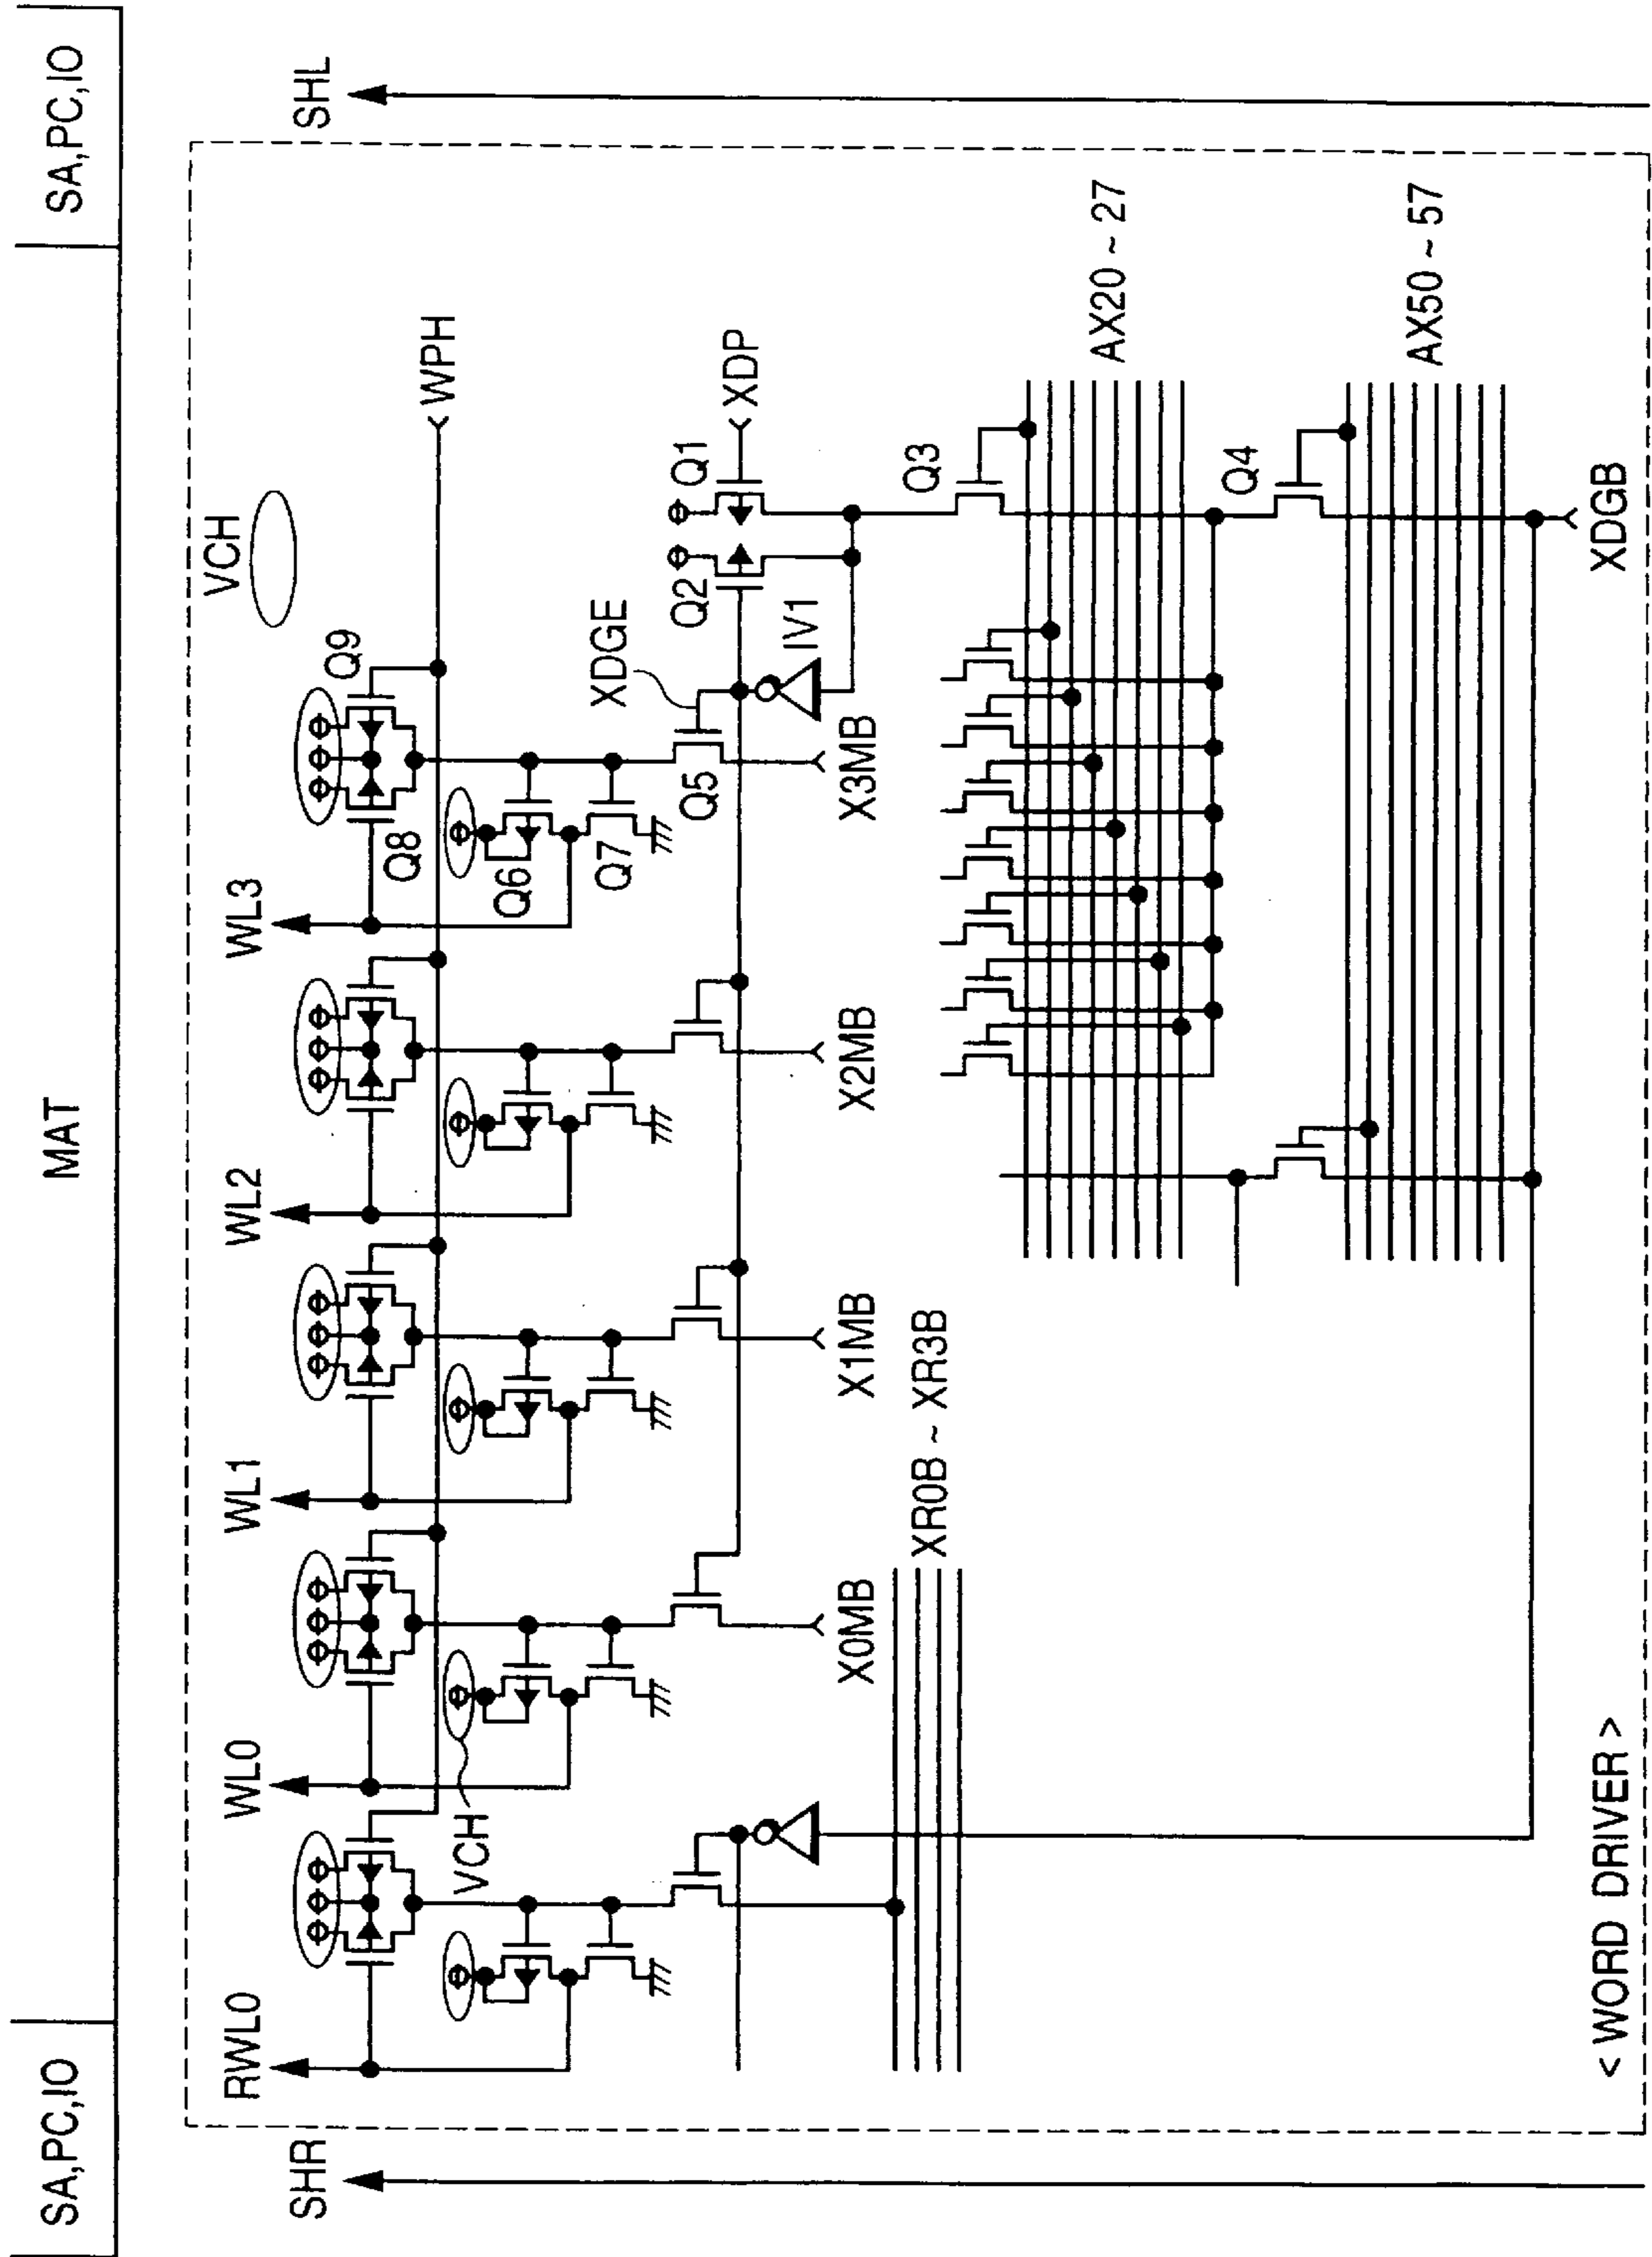 SA,PC,IO
MAT
SA,PC,IO
SHR
SHL
RWL0
WL0
WL1
WL2
WL3
VCH
Q9
Q8
WPH
VCH
Q6
Q7
XDGE
Q5
Q2
Q1
XDP
IV1
X0MB
X1MB
X2MB
X3MB
XR0B ~ XR3B
Q3
AX20 ~ 27
Q4
AX50 ~ 57
XDGB
< WORD DRIVER >